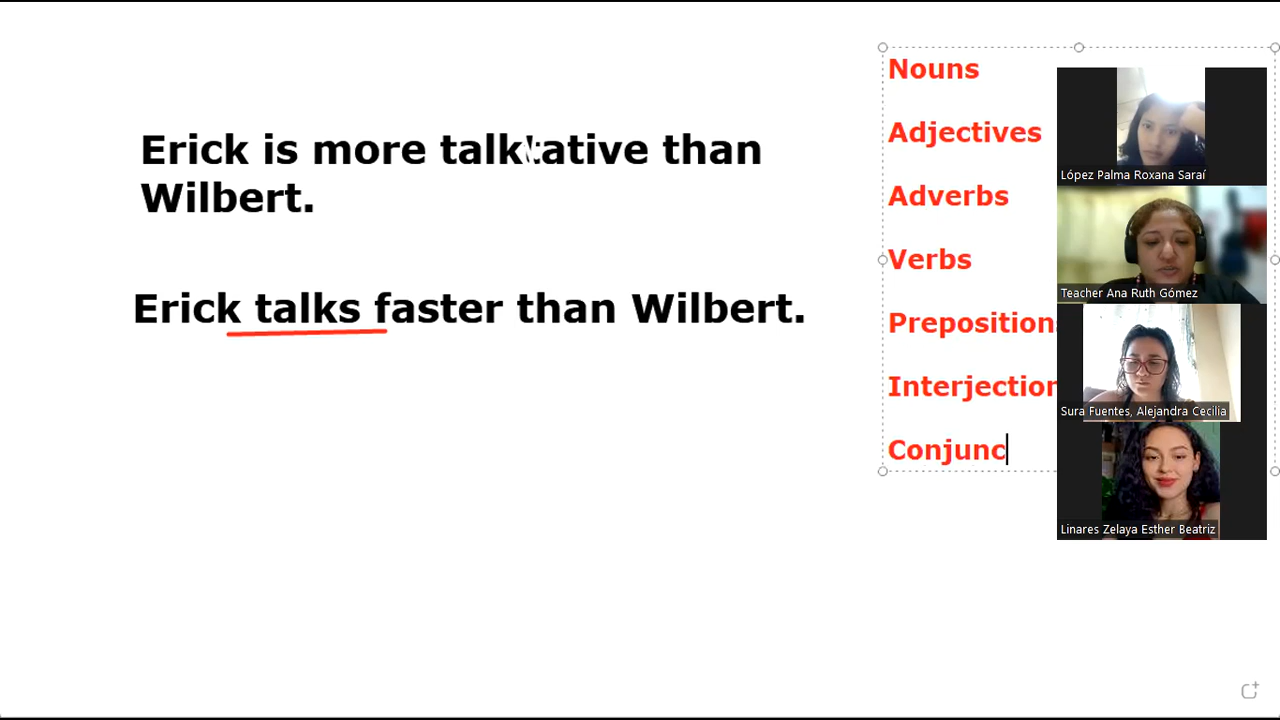 Erick is more talkative than
Wilbert.
Erick talks faster than Wilbert.
Nouns
Adjectives
Adverbs
Verbs
Preposition
Interjection
Conjunc
López Palma Roxana Saraí
Teacher Ana Ruth Gómez
Sura Fuentes, Alejandra Cecilia
Linares Zelaya Esther Beatriz